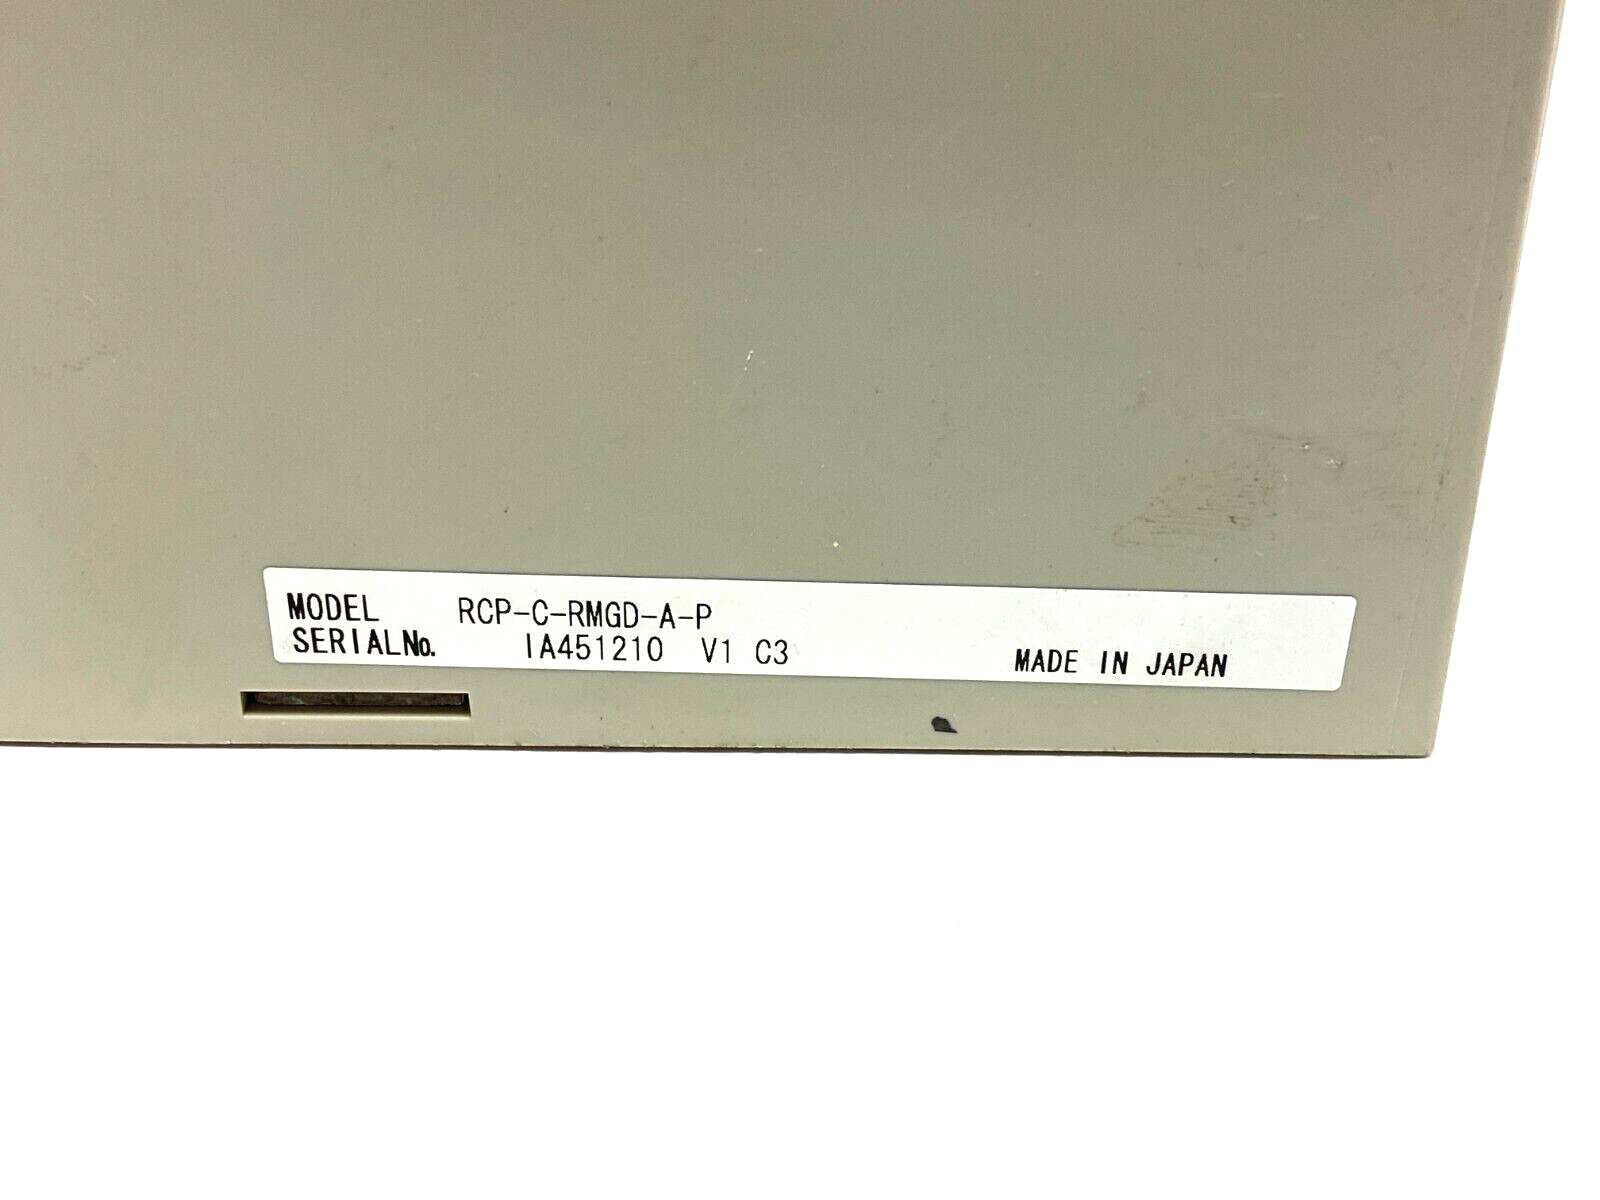 MODEL RCP-C-RMGD-A-P
SERIALNo. IA451210 V1 C3 MADE IN JAPAN